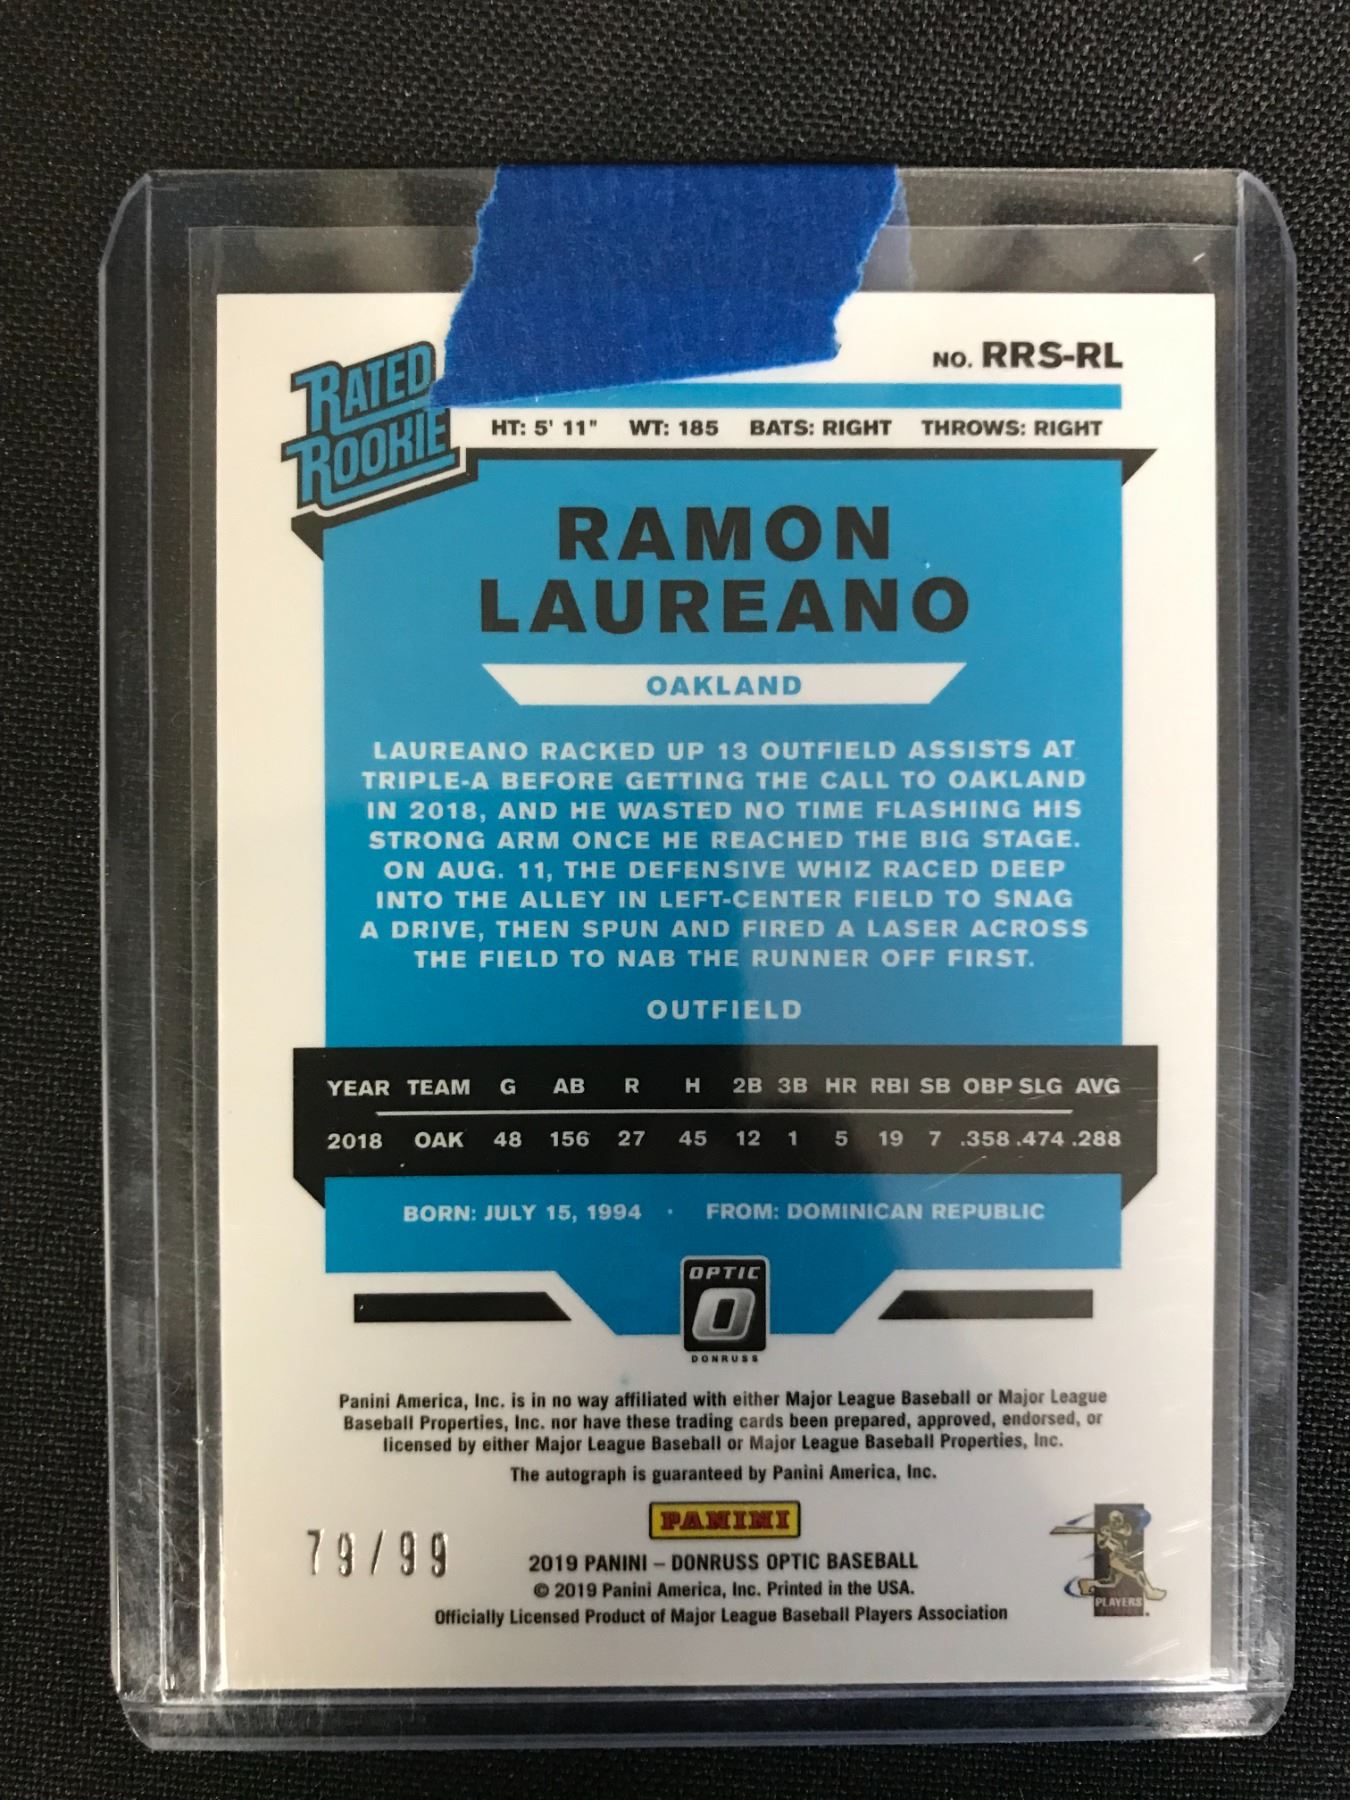 RATED
ROOKIE
NO. RRS-RL
HT: 5' 11" WT: 185 BATS: RIGHT THROWS: RIGHT
RAMON
LAUREANO
OAKLAND
LAUREANO RACKED UP 13 OUTFIELD ASSISTS AT
TRIPLE-A BEFORE GETTING THE CALL TO OAKLAND
IN 2018, AND HE WASTED NO TIME FLASHING HIS
STRONG ARM ONCE HE REACHED THE BIG STAGE.
ON AUG. 11, THE DEFENSIVE WHIZ RACED DEEP
INTO THE ALLEY IN LEFT-CENTER FIELD TO SNAG
A DRIVE, THEN SPUN AND FIRED A LASER ACROSS
THE FIELD TO NAB THE RUNNER OFF FIRST.
OUTFIELD
YEAR TEAM G AB R H 2B 3B HR RBI SB OBP SLG AVG
2018 OAK 48 156 27 45 12 1 5 19 7 .358 .474 .288
BORN: JULY 15, 1994 · FROM: DOMINICAN REPUBLIC
OPTIC
O
DONRUSS
Panini America, Inc. is in no way affiliated with either Major League Baseball or Major League
Baseball Properties, Inc. nor have these trading cards been prepared, approved, endorsed, or
licensed by either Major League Baseball or Major League Baseball Properties, Inc.
The autograph is guaranteed by Panini America, Inc.
PANINI
79/99
2019 PANINI – DONRUSS OPTIC BASEBALL
© 2019 Panini America, Inc. Printed in the USA.
Officially Licensed Product of Major League Baseball Players Association
PLAYERS